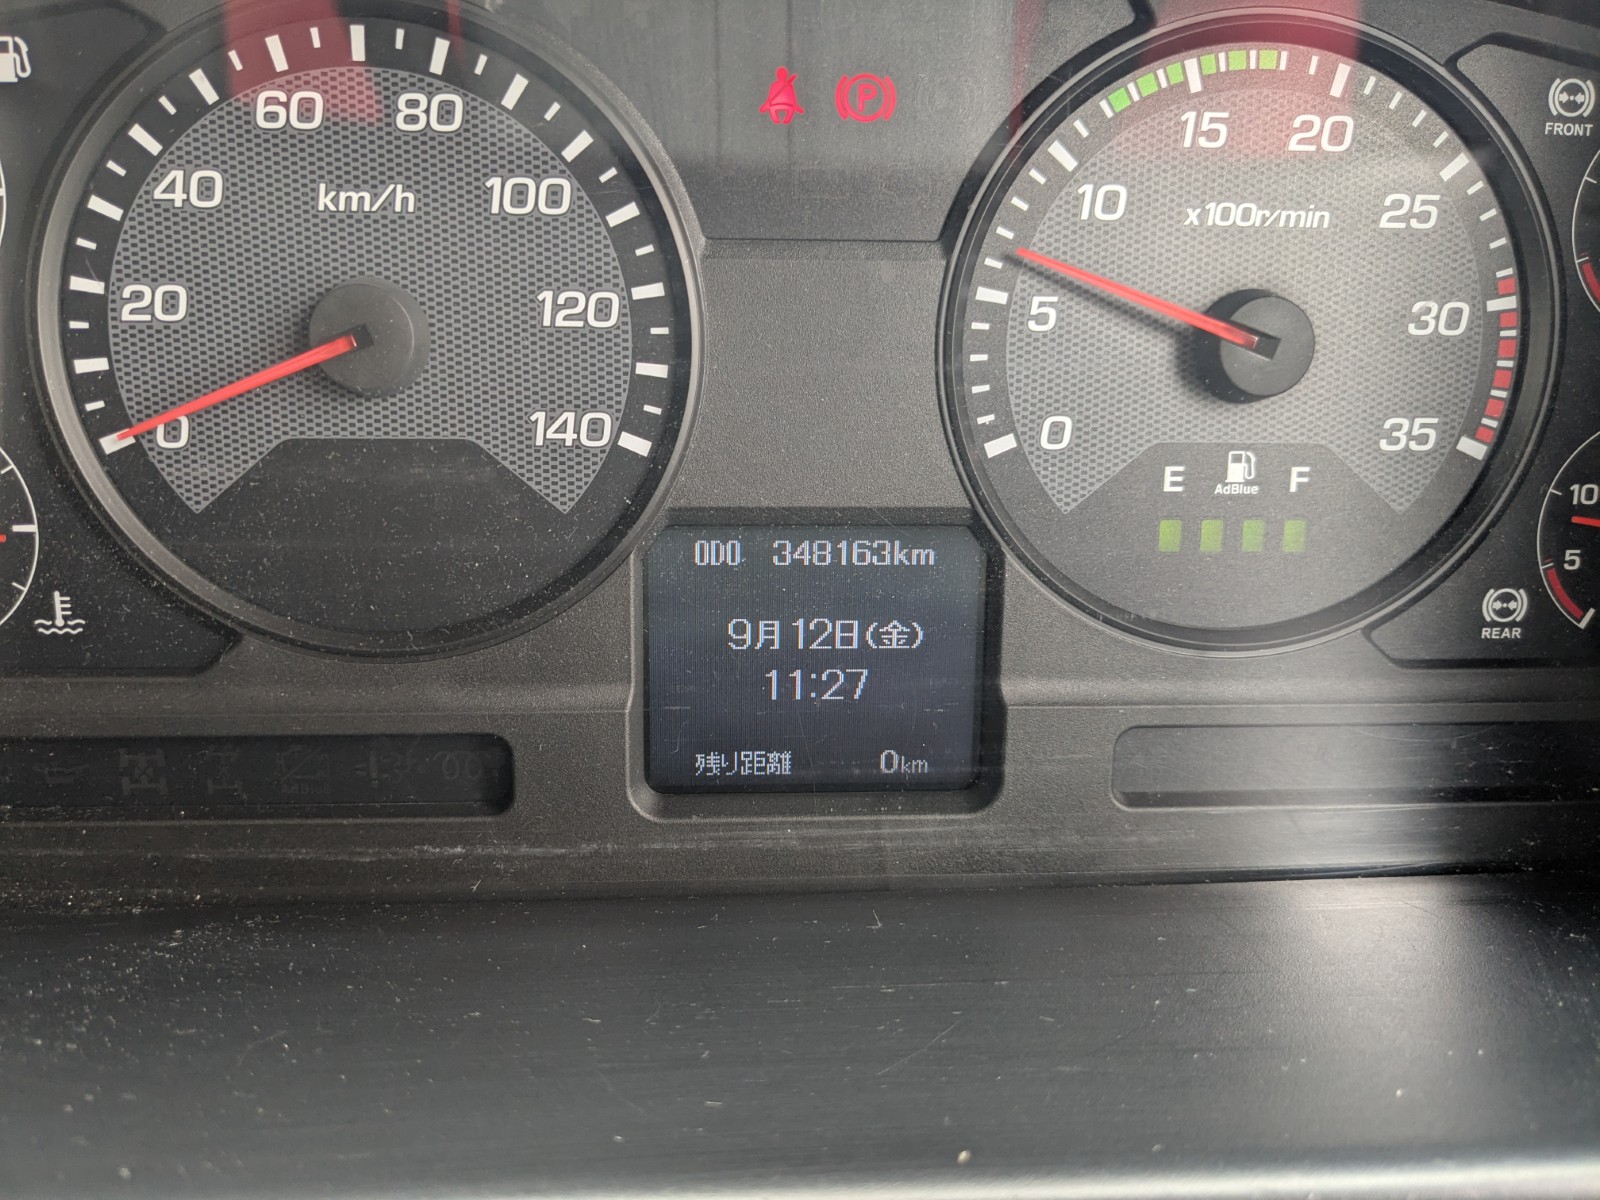 60 80
40 km/h 100
20 120
0 140
P
15 20
10 x100r/min 25
5 30
0 35
E AdBlue F
FRONT
10
5
REAR
ODO 348163km
9月12日(金)
11:27
残り距離 0km